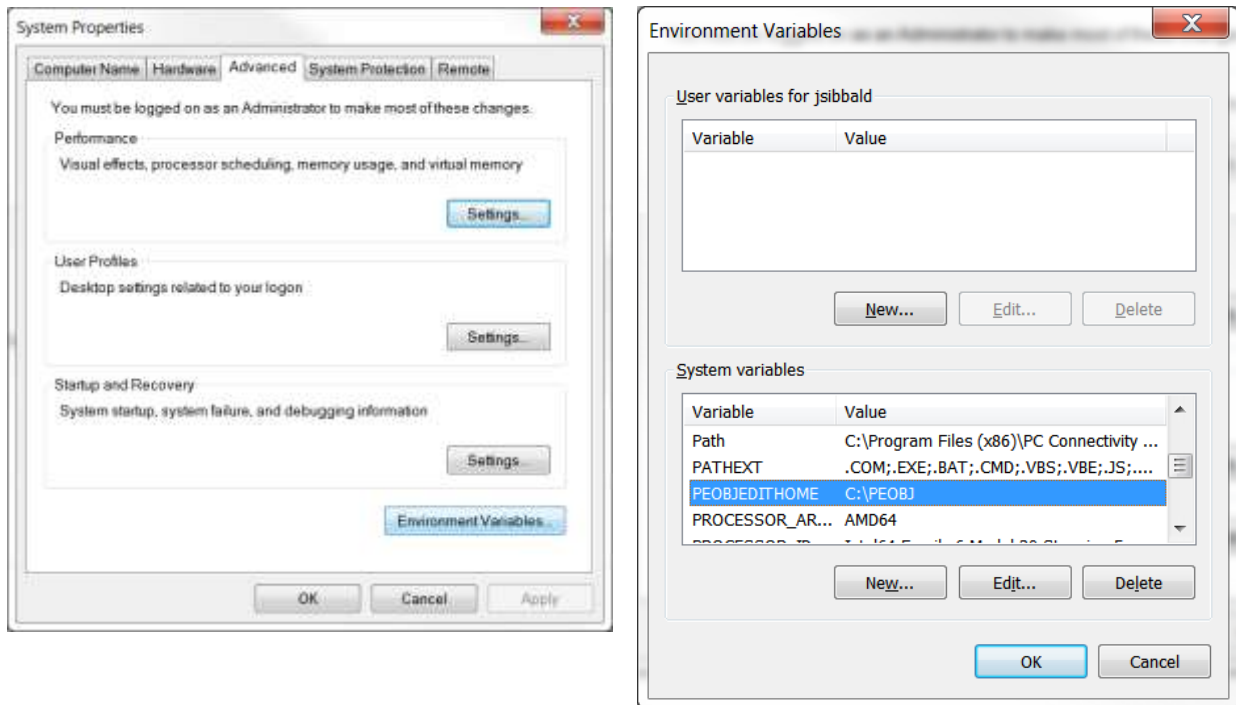 System Properties
Computer Name Hardware Advanced System Protection Remote
You must be logged on as an Administrator to make most of these changes.
Performance
Visual effects, processor scheduling, memory usage, and virtual memory
Settings...
User Profiles
Desktop settings related to your logon
Settings...
Startup and Recovery
System startup, system failure, and debugging information
Settings...
Environment Variables...
OK Cancel Apply
Environment Variables
User variables for jsibbald
Variable Value
New... Edit... Delete
System variables
Variable Value
Path C:\Program Files (x86)\PC Connectivity ...
PATHEXT .COM;.EXE;.BAT;.CMD;.VBS;.VBE;.JS;....
PEOBJEDITHOME C:\PEOBJ
PROCESSOR_AR... AMD64
New... Edit... Delete
OK Cancel